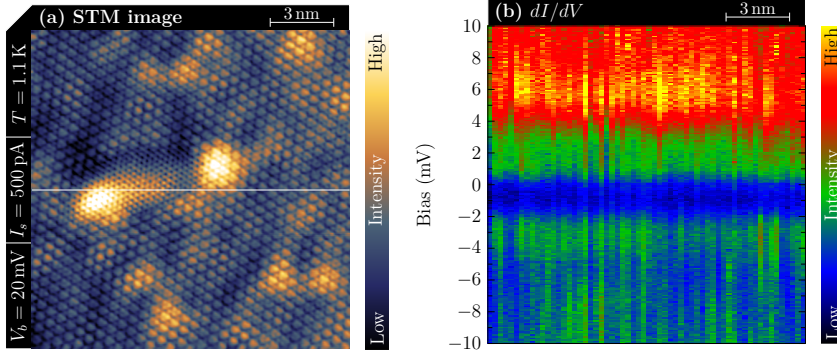 (a) STM image
3 nm
T = 1.1 K
I_s = 500 pA
V_b = 20 mV
High
Intensity
Low
(b) dI/dV
3 nm
Bias (mV)
10
8
6
4
2
0
−2
−4
−6
−8
−10
High
Intensity
Low